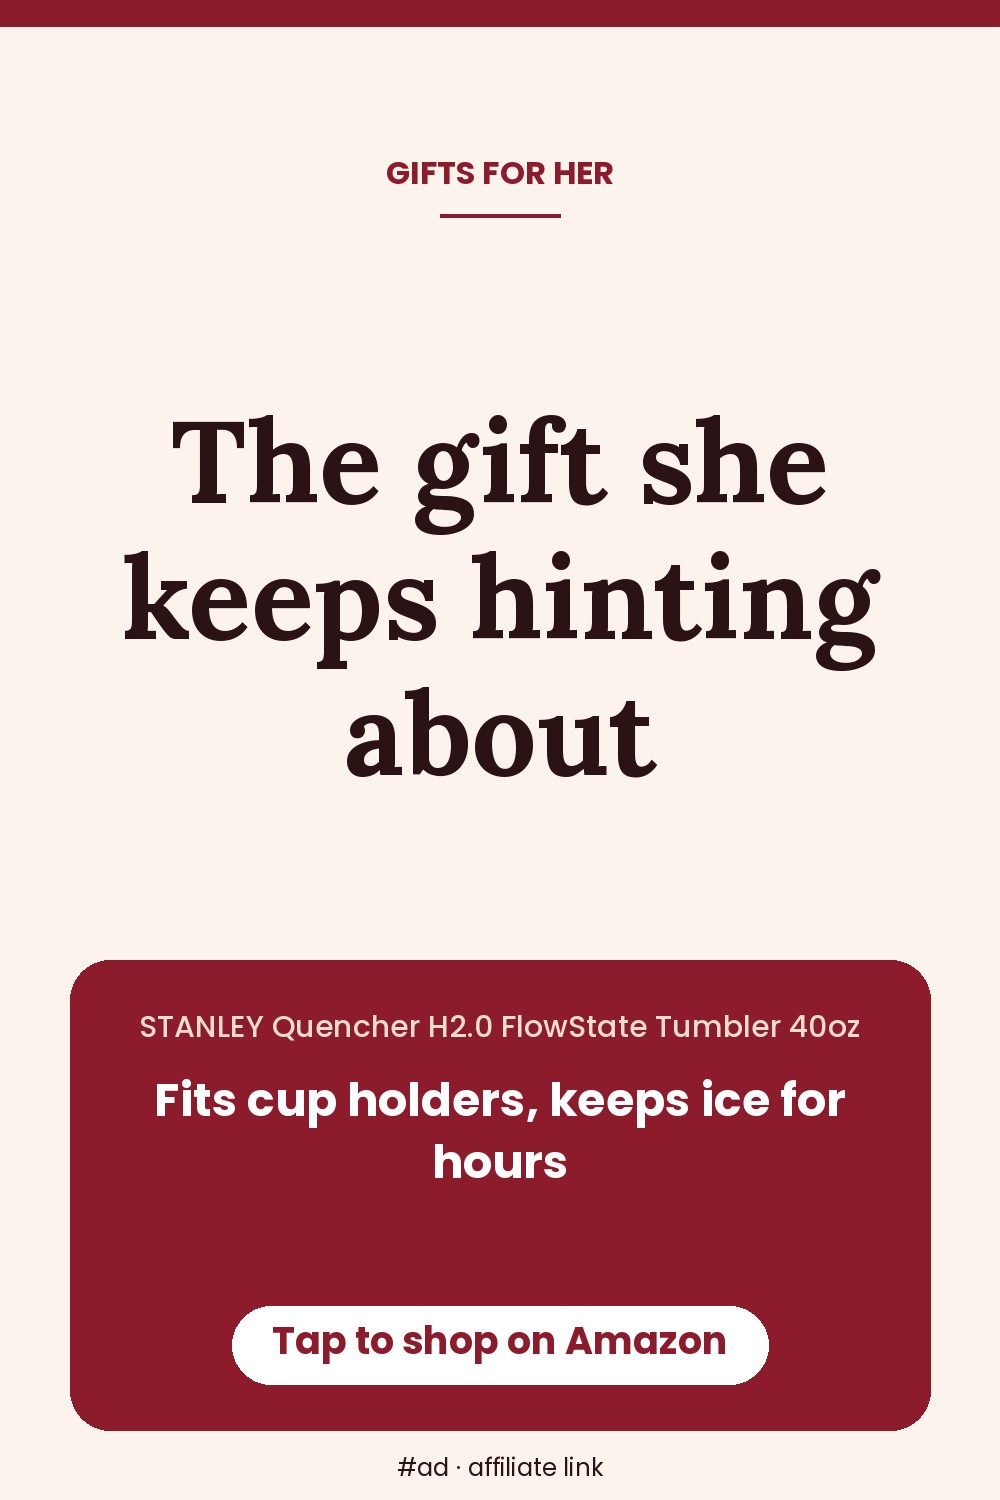 GIFTS FOR HER
The gift she
keeps hinting
about
STANLEY Quencher H2.0 FlowState Tumbler 40oz
Fits cup holders, keeps ice for
hours
Tap to shop on Amazon
#ad · affiliate link